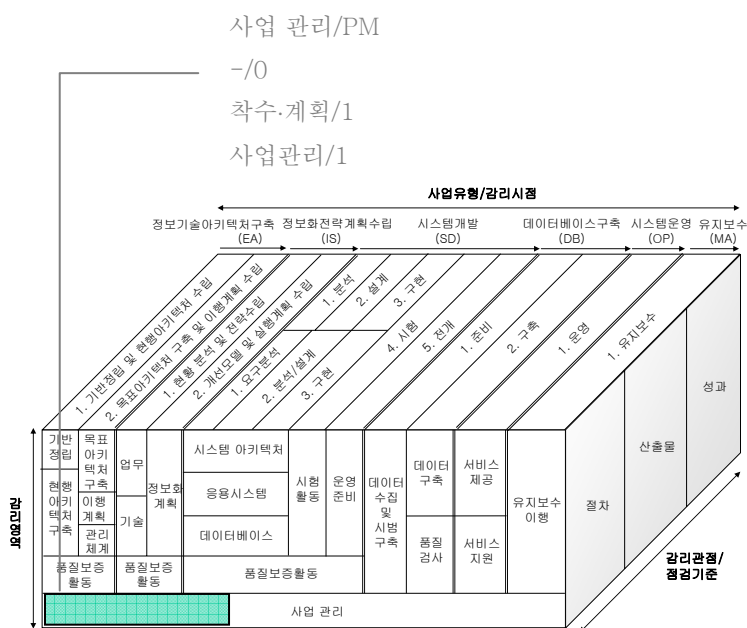 사업 관리/PM
-/0
착수·계획/1
사업관리/1
사업유형/감리시점
정보기술아키텍처구축
(EA)
정보화전략계획수립
(IS)
시스템개발
(SD)
데이터베이스구축
(DB)
시스템운영
(OP)
유지보수
(MA)
1. 기반정립 및 현행아키텍처 수립
2. 목표아키텍처 구축 및 이행계획 수립
1. 현황 분석 및 전략수립
2. 개선모델 및 실행계획 수립
1. 분석
2. 설계
3. 구현
1. 요구분석
2. 분석/설계
3. 구현
4. 시험
5. 전개
1. 준비
2. 구축
1. 운영
1. 유지보수
감리영역
기반
정립
현행
아키
텍처
구축
목표
아키
텍처
구축
이행
계획
관리
체계
품질보증
활동
업무
기술
정보화
계획
품질보증
활동
시스템 아키텍처
응용시스템
데이터베이스
시험
활동
운영
준비
품질보증활동
데이터
수집
및
시범
구축
데이터
구축
품질
검사
서비스
제공
서비스
지원
유지보수
이행
사업 관리
절차
산출물
성과
감리관점/
점검기준